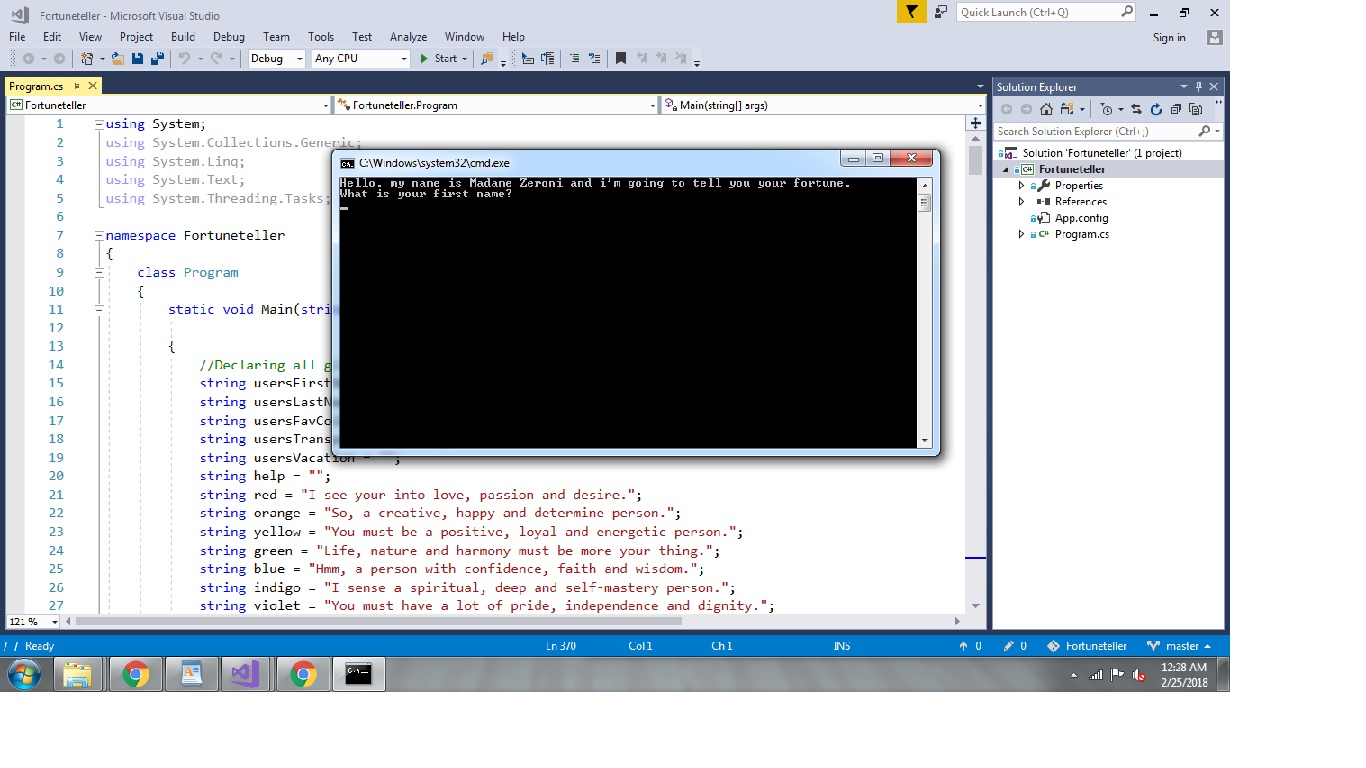 Fortuneteller - Microsoft Visual Studio
Quick Launch (Ctrl+Q)
File Edit View Project Build Debug Team Tools Test Analyze Window Help
Sign in
Debug Any CPU Start
Program.cs
Fortuneteller Fortuneteller.Program Main(string[] args)
1 using System;
2 using System.Collections.Generic;
3 using System.Linq;
4 using System.Text;
5 using System.Threading.Tasks;
6
7 namespace Fortuneteller
8 {
9 class Program
10 {
11 static void Main(stri
12
13 {
14 //Declaring all g
15 string usersFirst
16 string usersLastN
17 string usersFavCo
18 string usersTrans
19 string usersVacation = "";
20 string help = "";
21 string red = "I see your into love, passion and desire.";
22 string orange = "So, a creative, happy and determine person.";
23 string yellow = "You must be a positive, loyal and energetic person.";
24 string green = "Life, nature and harmony must be more your thing.";
25 string blue = "Hmm, a person with confidence, faith and wisdom.";
26 string indigo = "I sense a spiritual, deep and self-mastery person.";
27 string violet = "You must have a lot of pride, independence and dignity.";
C:\Windows\system32\cmd.exe
Hello, my name is Madame Zeroni and i'm going to tell you your fortune.
What is your first name?
Solution Explorer
Search Solution Explorer (Ctrl+;)
Solution 'Fortuneteller' (1 project)
Fortuneteller
Properties
References
App.config
Program.cs
121 %
Ready Ln 370 Col 1 Ch 1 INS 0 0 Fortuneteller master
12:28 AM
2/25/2018